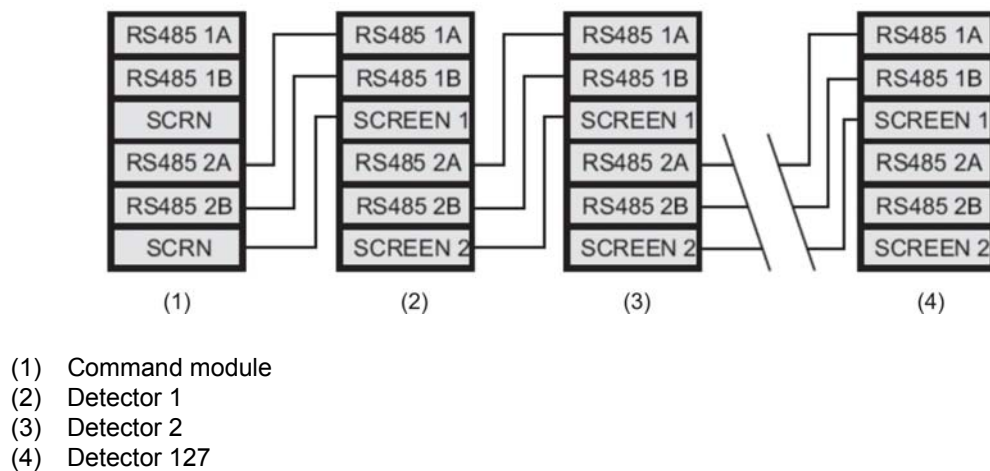 RS485 1A RS485 1A RS485 1A RS485 1A
RS485 1B RS485 1B RS485 1B RS485 1B
SCRN SCREEN 1 SCREEN 1 SCREEN 1
RS485 2A RS485 2A RS485 2A RS485 2A
RS485 2B RS485 2B RS485 2B RS485 2B
SCRN SCREEN 2 SCREEN 2 SCREEN 2
(1) (2) (3) (4)
(1) Command module
(2) Detector 1
(3) Detector 2
(4) Detector 127